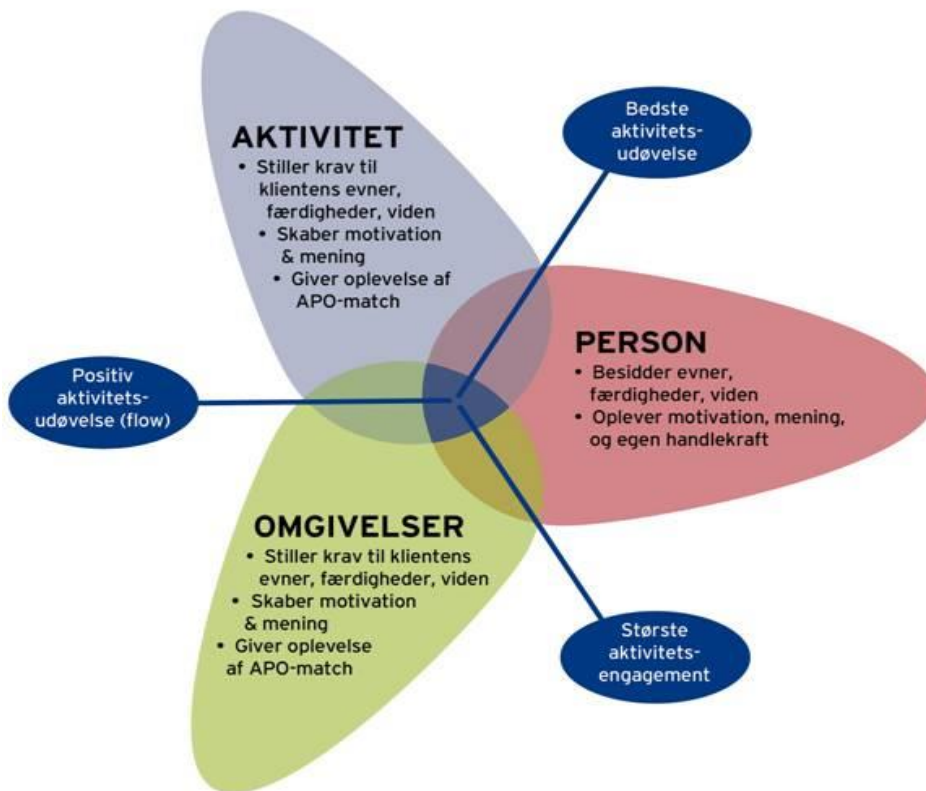 AKTIVITET
• Stiller krav til
klientens evner,
færdigheder, viden
• Skaber motivation
& mening
• Giver oplevelse af
APO-match
Bedste
aktivitets-
udøvelse
PERSON
• Besidder evner,
færdigheder, viden
• Oplever motivation, mening,
og egen handlekraft
Positiv
aktivitets-
udøvelse (flow)
OMGIVELSER
• Stiller krav til klientens
evner, færdigheder, viden
• Skaber motivation
& mening
• Giver oplevelse
af APO-match
Største
aktivitets-
engagement